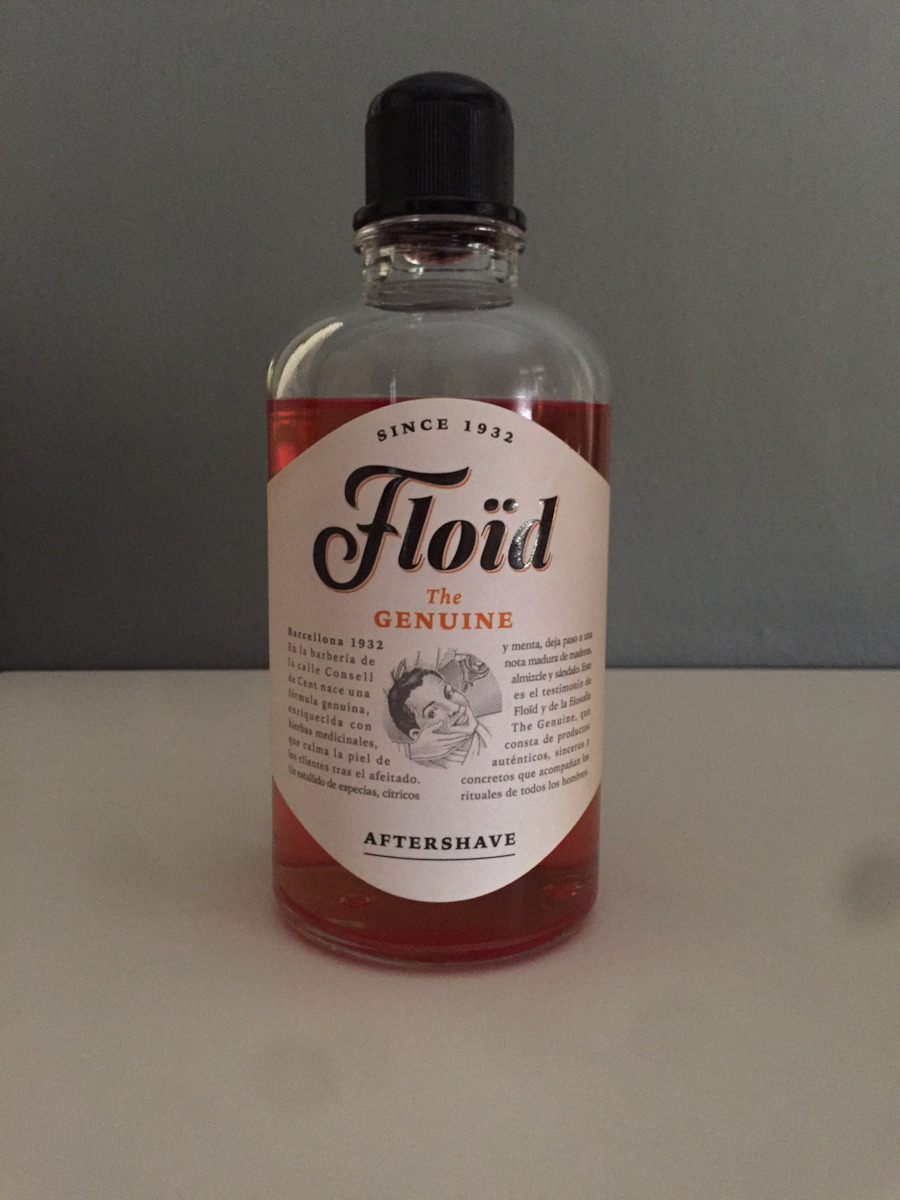 SINCE 1932
Floïd
The
GENUINE
Barcellona 1932
En la barbería de
la calle Consell
de Cent nace una
fórmula genuina,
enriquecida con
hierbas medicinales,
que calma la piel de
los clientes tras el afeitado.
Un estallido de especias, cítricos
y menta, deja paso a una
nota madura de maderas,
almizcle y sándalo. Este
es el testimonio de
Floïd y de la filosofía
The Genuine, que
consta de productos
auténticos, sinceros y
concretos que acompañan los
rituales de todos los hombres.
AFTERSHAVE